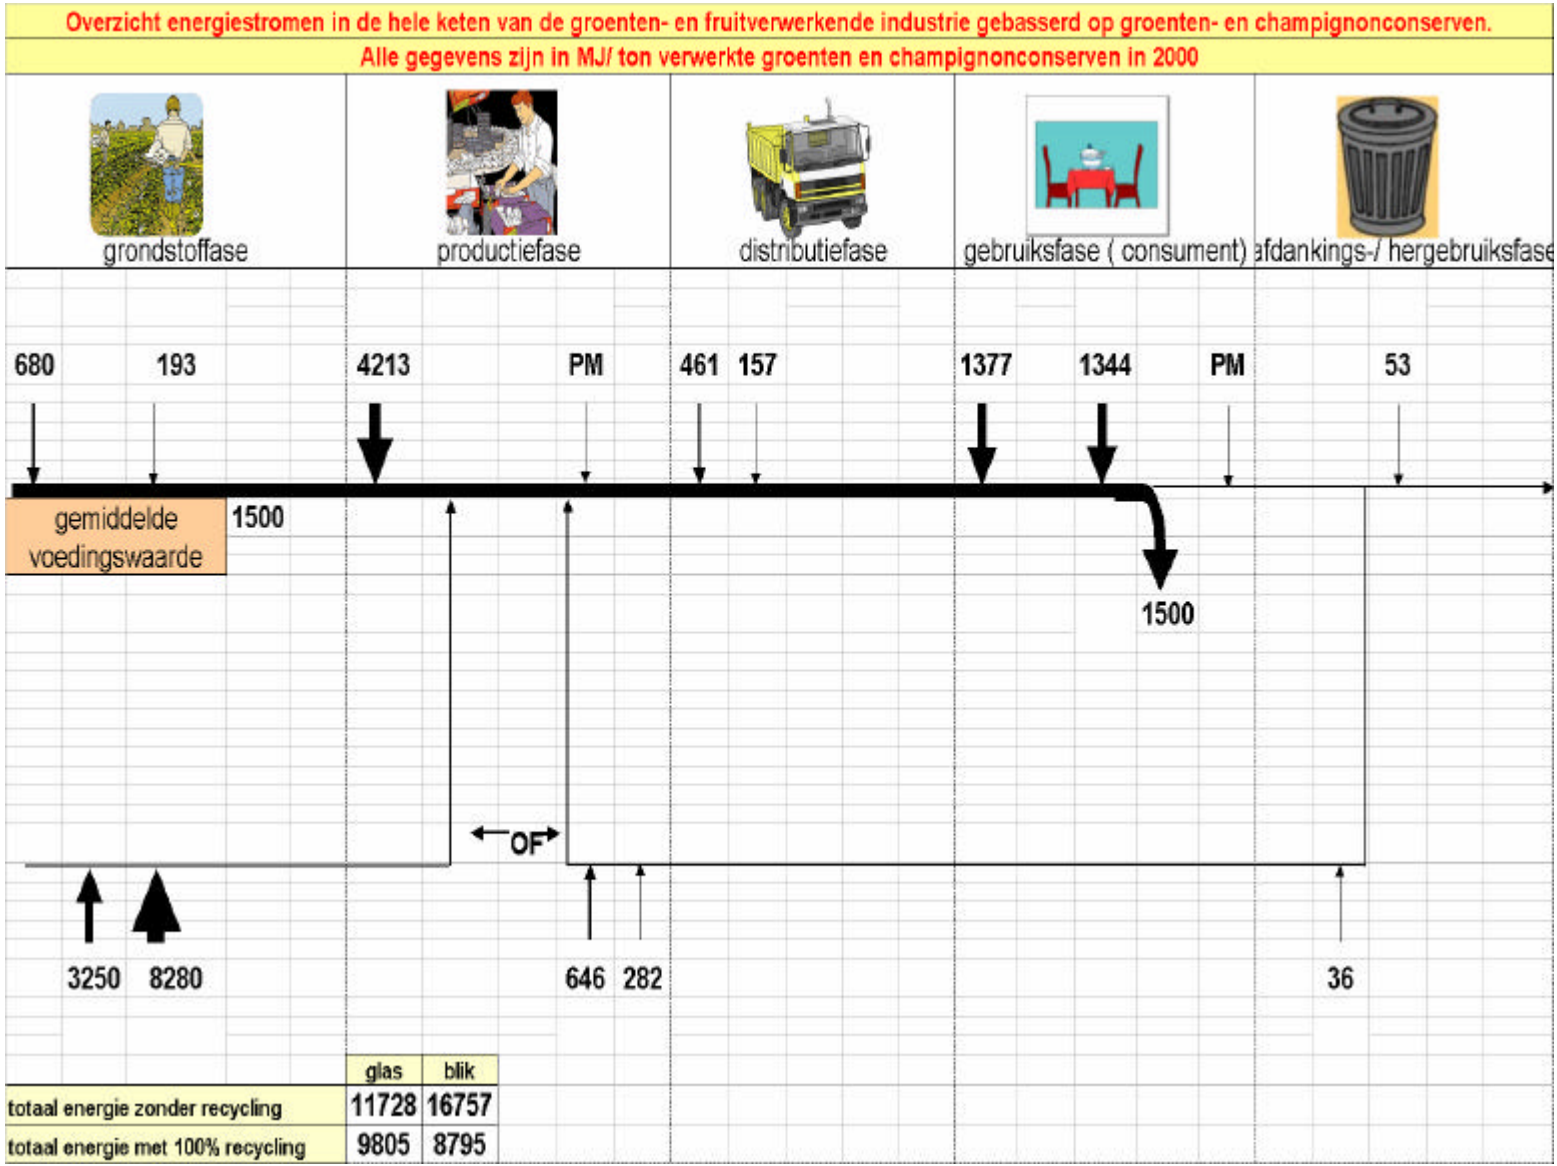 Overzicht energiestromen in de hele keten van de groenten- en fruitverwerkende industrie gebasserd op groenten- en champignonconserven.
Alle gegevens zijn in MJ/ ton verwerkte groenten en champignonconserven in 2000
grondstoffase productiefase distributiefase gebruiksfase ( consument) afdankings-/ hergebruiksfase
680 193 4213 PM 461 157 1377 1344 PM 53
gemiddelde 1500
voedingswaarde
1500
OF
3250 8280 646 282 36
glas blik
totaal energie zonder recycling 11728 16757
totaal energie met 100% recycling 9805 8795